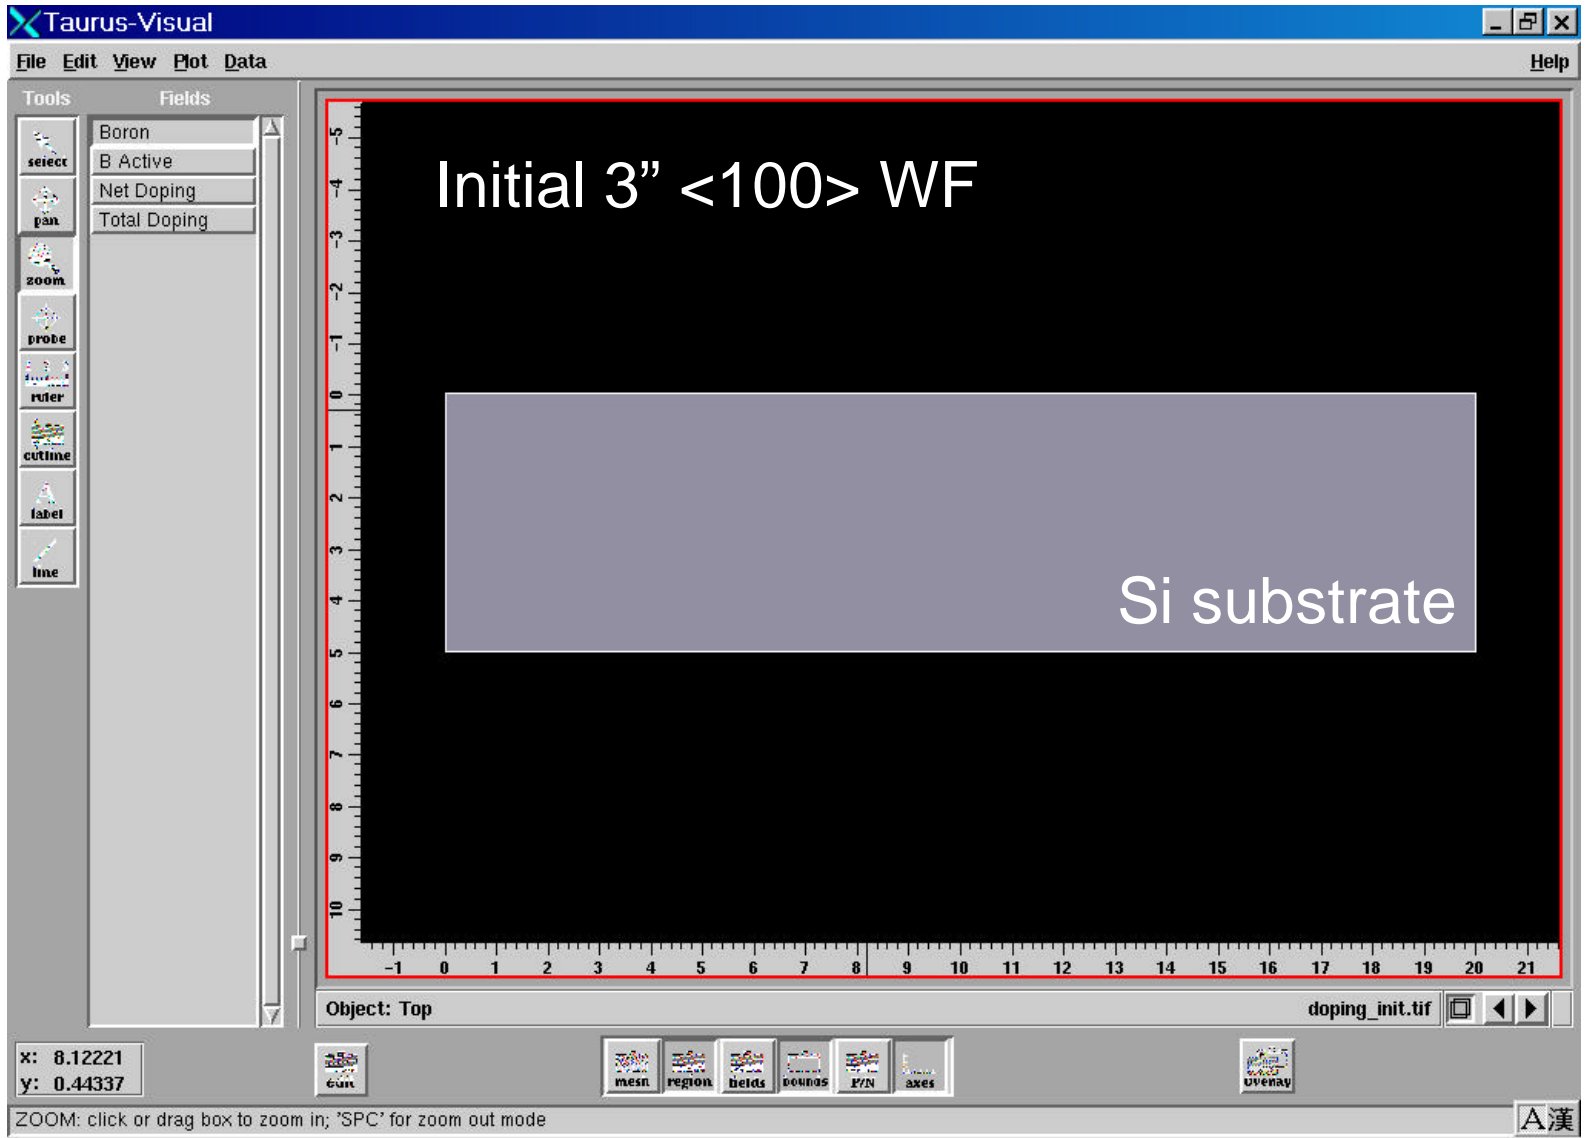 Taurus-Visual
File Edit View Plot Data Help
Tools Fields
select
pan
zoom
probe
ruler
cutline
label
line
Boron
B Active
Net Doping
Total Doping
Initial 3” <100> WF
Si substrate
-5
-4
-3
-2
-1
0
1
2
3
4
5
6
7
8
9
10
-1 0 1 2 3 4 5 6 7 8 9 10 11 12 13 14 15 16 17 18 19 20 21
Object: Top doping_init.tif
x: 8.12221
y: 0.44337
edit mesh region fields bounds P/N axes overlay
ZOOM: click or drag box to zoom in; 'SPC' for zoom out mode
A漢